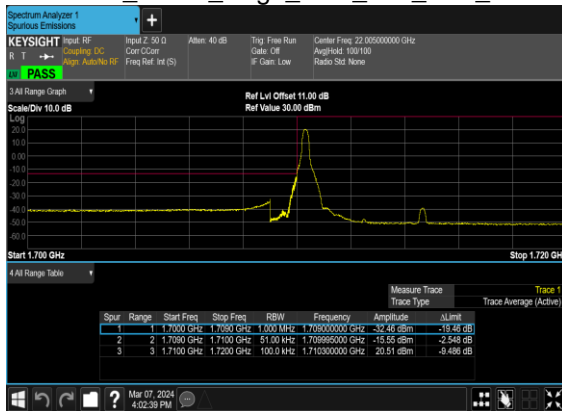 Spectrum Analyzer 1
Spurious Emissions
KEYSIGHT
R T
PASS
Input: RF
Coupling: DC
Align: Auto/No RF
Input Z: 50 Ω
Corr CCorr
Freq Ref: Int (S)
Atten: 40 dB
Trig: Free Run
Gate: Off
IF Gain: Low
Center Freq: 22.005000000 GHz
Avg|Hold: 100/100
Radio Std: None
3 All Range Graph
Scale/Div 10.0 dB
Ref Lvl Offset 11.00 dB
Ref Value 30.00 dBm
Log
20.0
10.0
0.00
-10.0
-20.0
-30.0
-40.0
-50.0
-60.0
Start 1.700 GHz
Stop 1.720 GH
4 All Range Table
Measure Trace Trace 1
Trace Type Trace Average (Active)
Spur Range Start Freq Stop Freq RBW Frequency Amplitude ΔLimit
1 1 1.7000 GHz 1.7090 GHz 1.000 MHz 1.709000000 GHz -32.46 dBm -19.46 dB
2 2 1.7090 GHz 1.7100 GHz 51.00 kHz 1.709995000 GHz -15.55 dBm -2.548 dB
3 3 1.7100 GHz 1.7200 GHz 100.0 kHz 1.710300000 GHz 20.51 dBm -9.486 dB
?
Mar 07, 2024
4:02:39 PM